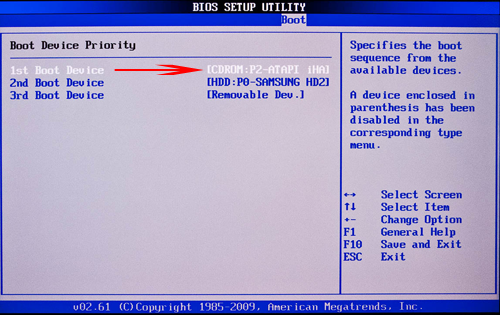 BIOS SETUP UTILITY
Boot
Boot Device Priority
1st Boot Device [CDROM:P2-ATAPI iHA]
2nd Boot Device [HDD:P0-SAMSUNG HD2]
3rd Boot Device [Removable Dev.]
Specifies the boot
sequence from the
available devices.
A device enclosed in
parenthesis has been
disabled in the
corresponding type
menu.
↔ Select Screen
↑↓ Select Item
+- Change Option
F1 General Help
F10 Save and Exit
ESC Exit
v02.61 (C)Copyright 1985-2009, American Megatrends, Inc.